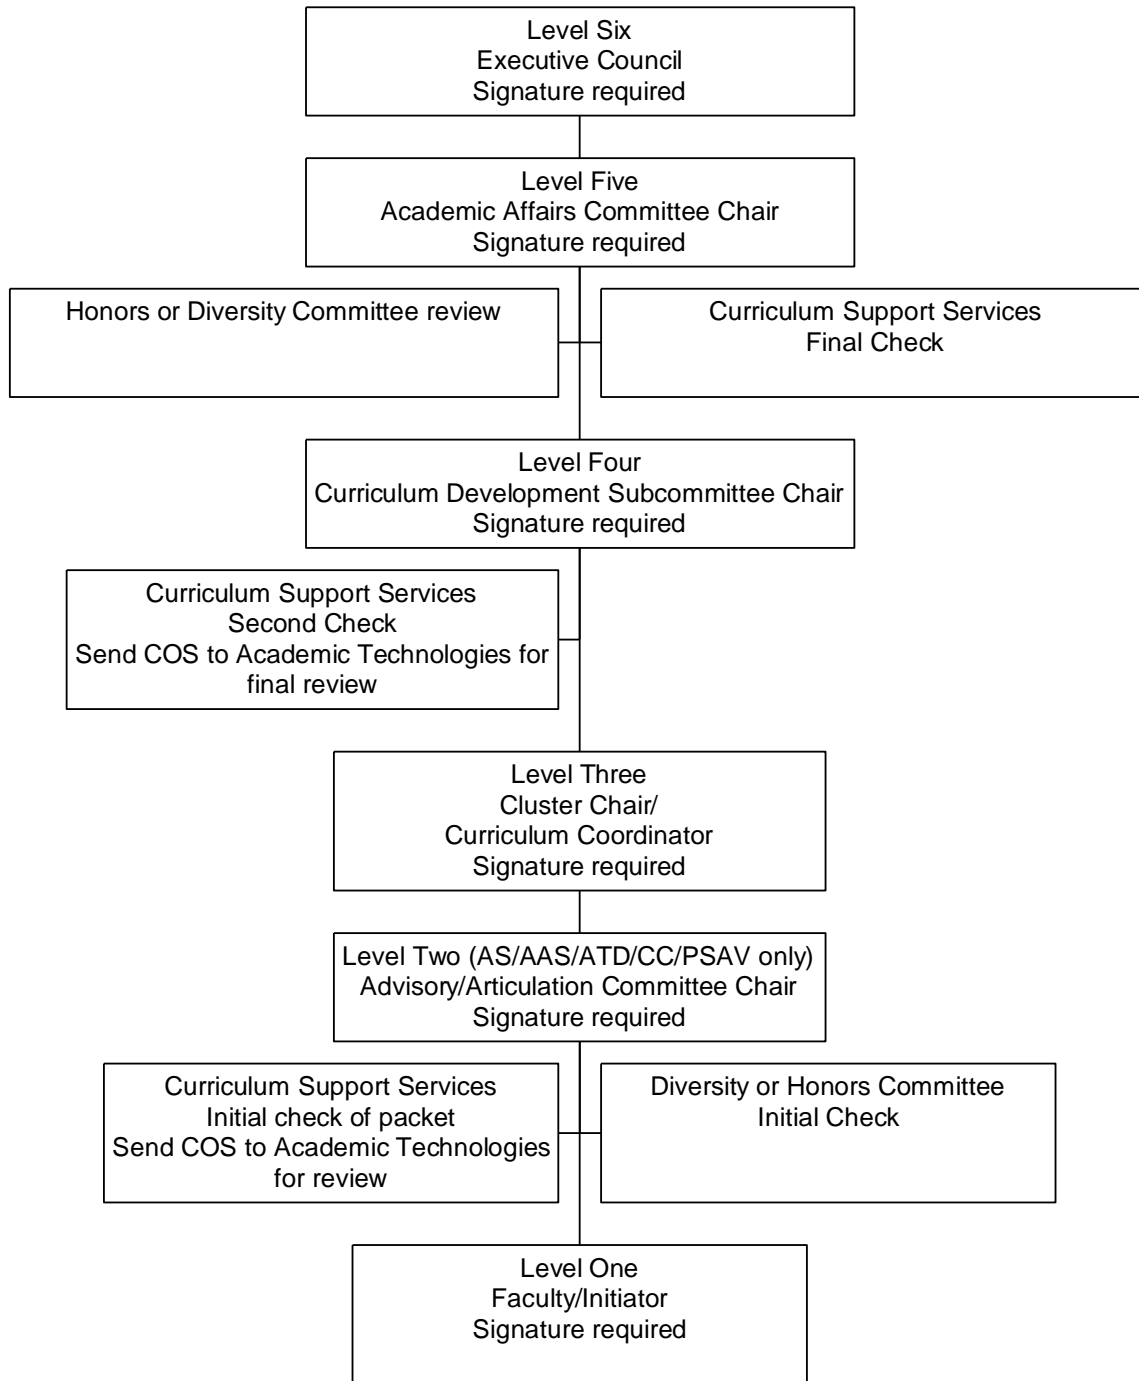 Level Six
Executive Council
Signature required
Level Five
Academic Affairs Committee Chair
Signature required
Honors or Diversity Committee review
Curriculum Support Services
Final Check
Level Four
Curriculum Development Subcommittee Chair
Signature required
Curriculum Support Services
Second Check
Send COS to Academic Technologies for
final review
Level Three
Cluster Chair/
Curriculum Coordinator
Signature required
Level Two (AS/AAS/ATD/CC/PSAV only)
Advisory/Articulation Committee Chair
Signature required
Curriculum Support Services
Initial check of packet
Send COS to Academic Technologies
for review
Diversity or Honors Committee
Initial Check
Level One
Faculty/Initiator
Signature required